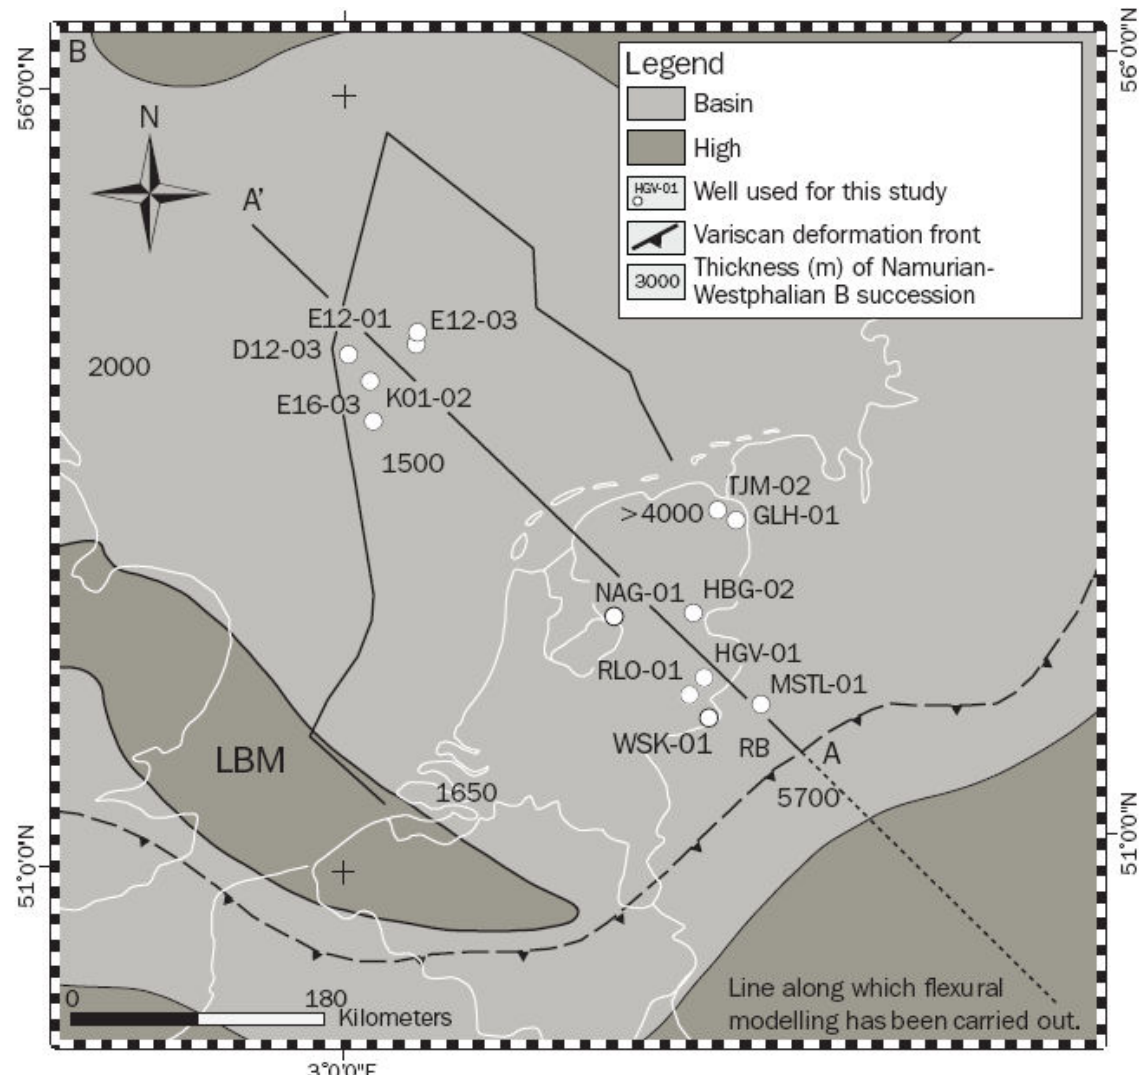 B
56°0'0"N
56°0'0"N
Legend
Basin
High
HGV-01 Well used for this study
Variscan deformation front
3000 Thickness (m) of Namurian-
Westphalian B succession
N
A'
E12-01
E12-03
D12-03
2000
K01-02
E16-03
1500
TJM-02
>4000
GLH-01
NAG-01
HBG-02
HGV-01
RLO-01
MSTL-01
WSK-01
RB
A
LBM
1650
5700
51°0'0"N
51°0'0"N
Line along which flexural
modelling has been carried out.
0
180
Kilometers
3°0'0"E